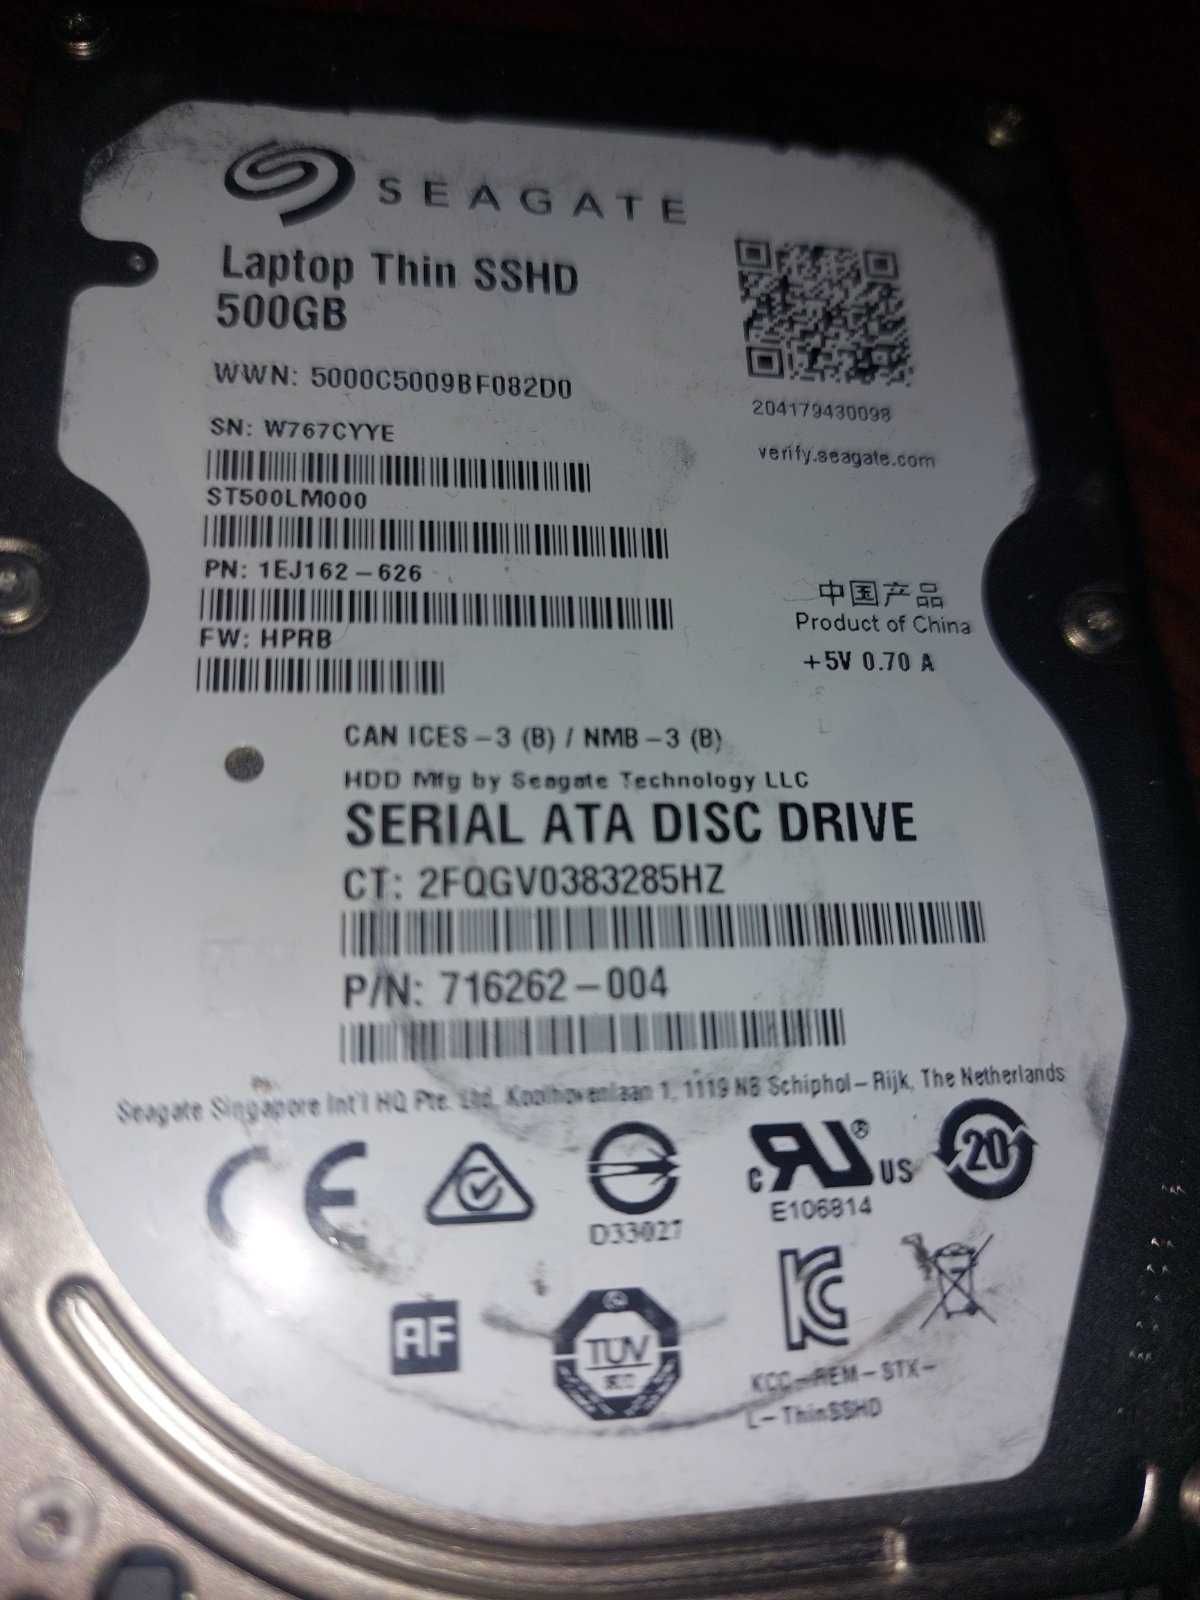 SEAGATE
Laptop Thin SSHD
500GB
WWN: 5000C5009BF082D0
204179430098
verify.seagate.com
SN: W767CYYE
ST500LM000
PN: 1EJ162-626
FW: HPRB
中国产品
Product of China
+5V 0.70 A
CAN ICES-3 (B) / NMB-3 (B)
HDD Mfg by Seagate Technology LLC
SERIAL ATA DISC DRIVE
CT: 2FQGV0383285HZ
P/N: 716262-004
Seagate Singapore Int'l HQ Pte. Ltd. Koolhovenlaan 1, 1119 NB Schiphol-Rijk, The Netherlands
CE
D33027
c RU ® US
E106814
20
AF
TUV
KC
KCC-REM-STX-
L-ThinSSHD